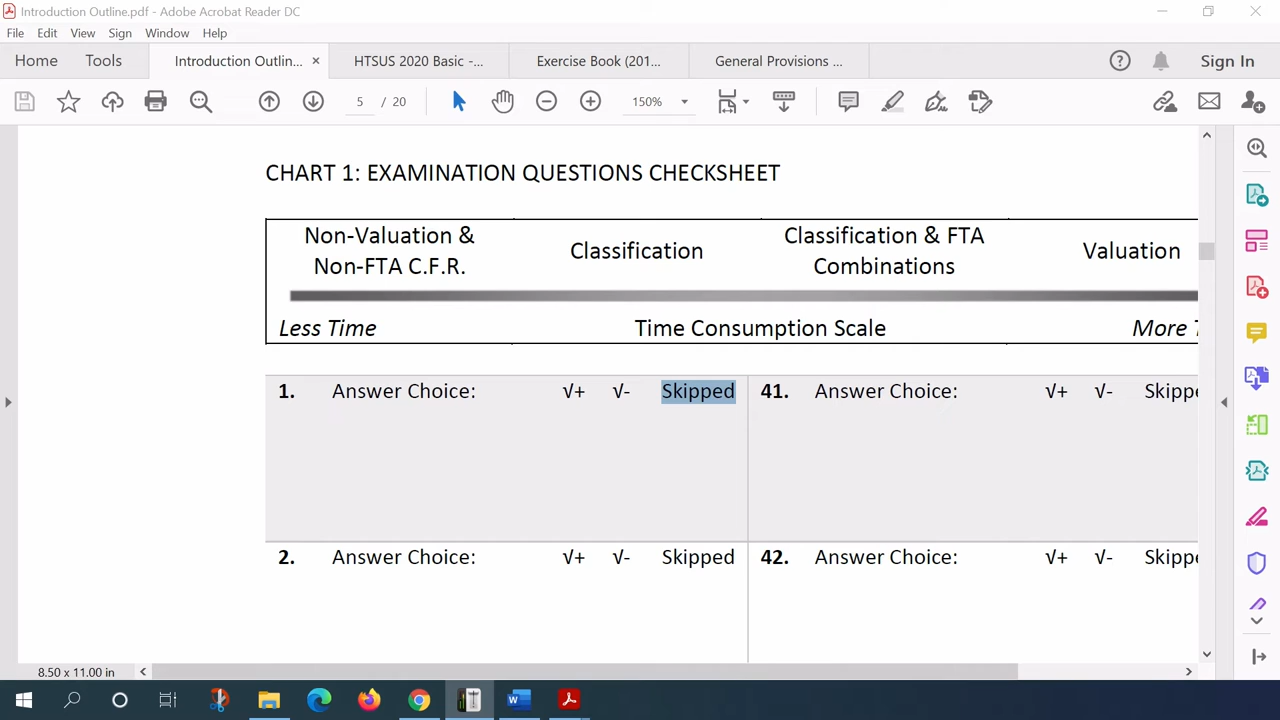 Introduction Outline.pdf - Adobe Acrobat Reader DC
File Edit View Sign Window Help
Home Tools Introduction Outlin... × HTSUS 2020 Basic -... Exercise Book (201... General Provisions ... Sign In
5 / 20 150%
CHART 1: EXAMINATION QUESTIONS CHECKSHEET
Non-Valuation &
Non-FTA C.F.R.
Classification
Classification & FTA
Combinations
Valuation
Less Time Time Consumption Scale More T
1. Answer Choice: √+ √- Skipped 41. Answer Choice: √+ √- Skippe
2. Answer Choice: √+ √- Skipped 42. Answer Choice: √+ √- Skippe
8.50 x 11.00 in